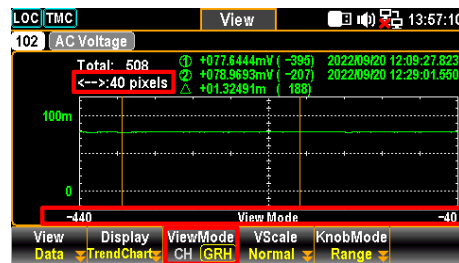 LOC TMC View 13:57:10
102 AC Voltage
Total: 508 ① +077.6444mV ( -395) 2022/09/20 12:09:27.823
<-->:40 pixels ② +078.9693mV ( -207) 2022/09/20 12:29:01.550
△ +01.32491m ( 188)
100m
0
-440 View Mode -40
View Display ViewMode VScale KnobMode
Data TrendChart CH GRH Normal Range